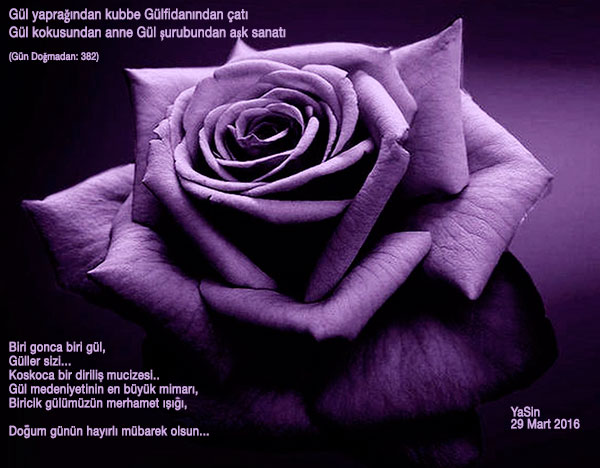 Gül yaprağından kubbe Gülfidanından çatı
Gül kokusundan anne Gül şurubundan aşk sanatı
(Gün Doğmadan: 382)
Biri gonca biri gül,
Güller sizi...
Koskoca bir diriliş mucizesi..
Gül medeniyetinin en büyük mimarı,
Biricik gülümüzün merhamet ışığı,
Doğum günün hayırlı mübarek olsun...
YaSin
29 Mart 2016